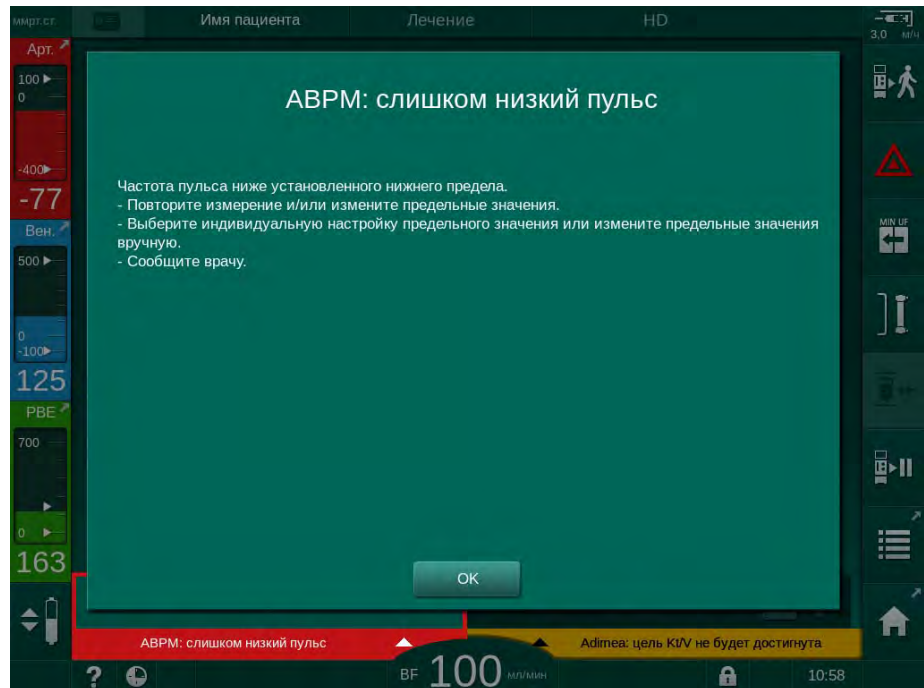 ммрт.ст.
Имя пациента
Лечение
HD
3,0 м/ч
Арт.
100
0
-400
-77
Вен.
500
0
-100
125
PBE
700
0
163
АВРМ: слишком низкий пульс
Частота пульса ниже установленного нижнего предела.
- Повторите измерение и/или измените предельные значения.
- Выберите индивидуальную настройку предельного значения или измените предельные значения
вручную.
- Сообщите врачу.
OK
MIN UF
АВРМ: слишком низкий пульс
Adimea: цель Kt/V не будет достигнута
?
BF 100 мл/мин
10:58